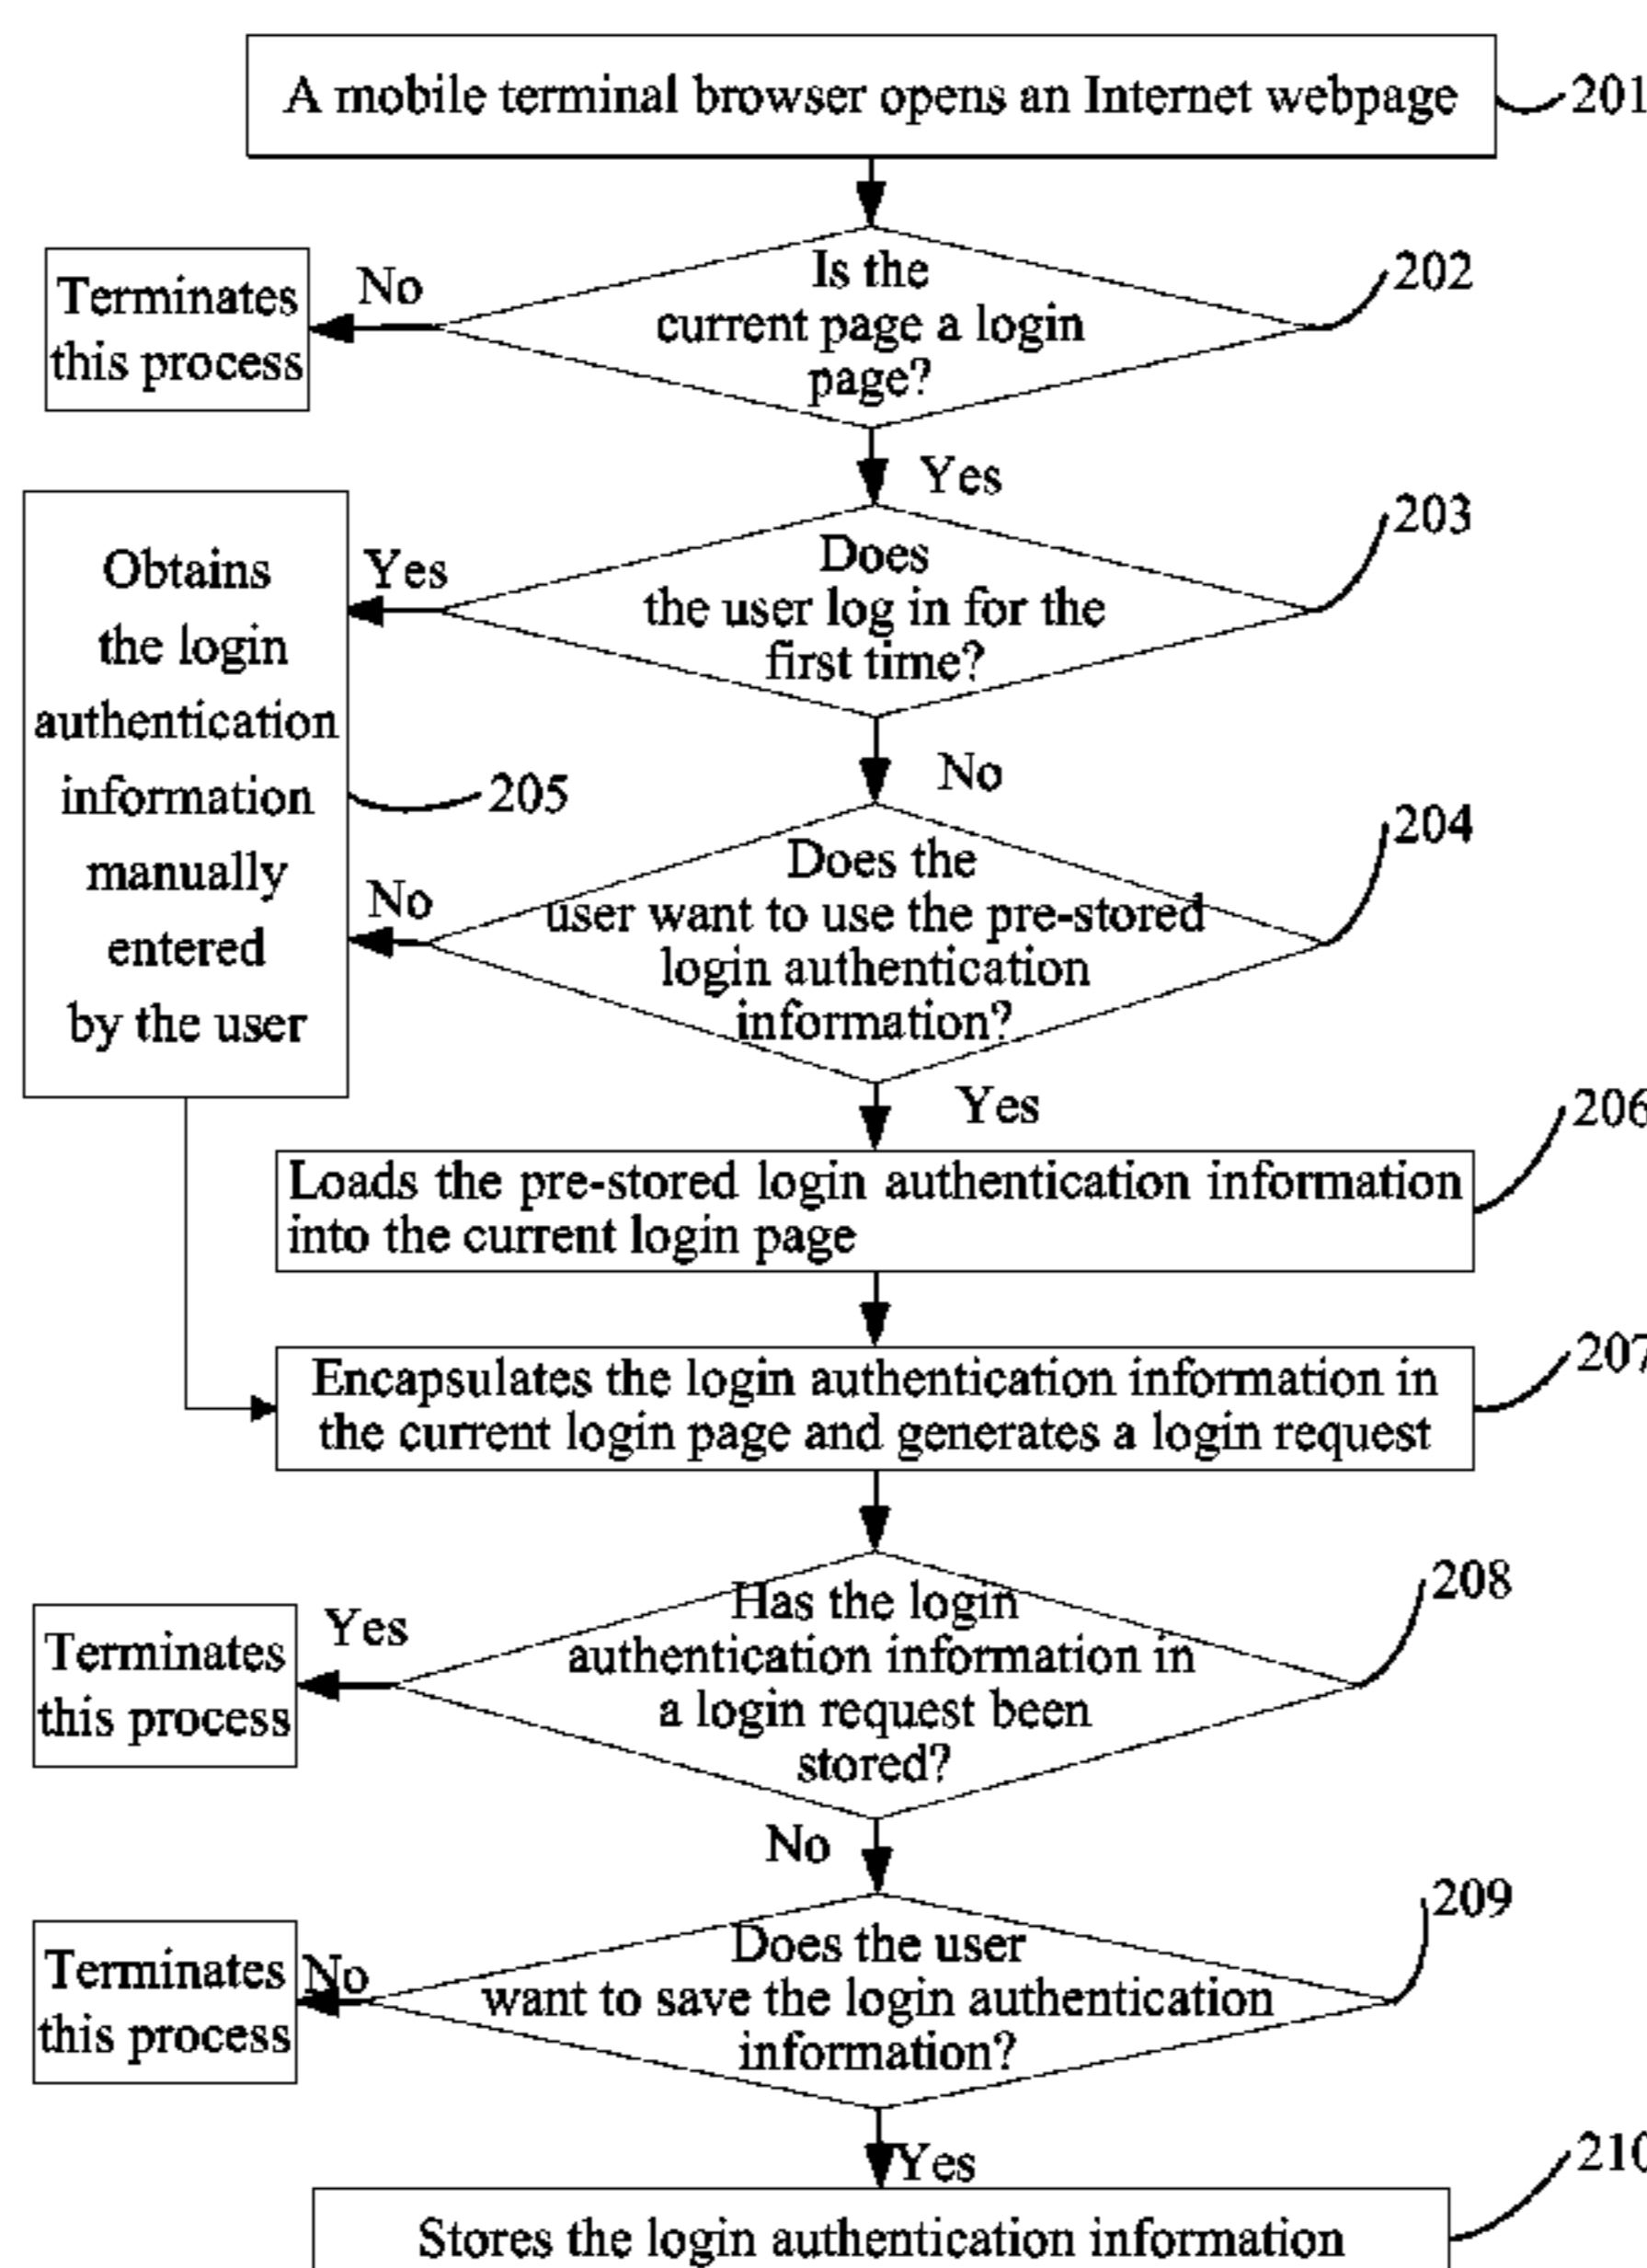 A mobile terminal browser opens an Internet webpage
201
Is the
current page a login
page?
202
No
Terminates
this process
Yes
Does
the user log in for the
first time?
203
Yes
Obtains
the login
authentication
information
manually
entered
by the user
205
No
Does the
user want to use the pre-stored
login authentication
information?
204
No
Yes
Loads the pre-stored login authentication information
into the current login page
206
Encapsulates the login authentication information in
the current login page and generates a login request
207
Has the login
authentication information in
a login request been
stored?
208
Yes
Terminates
this process
No
Does the user
want to save the login authentication
information?
209
No
Terminates
this process
Yes
Stores the login authentication information
210